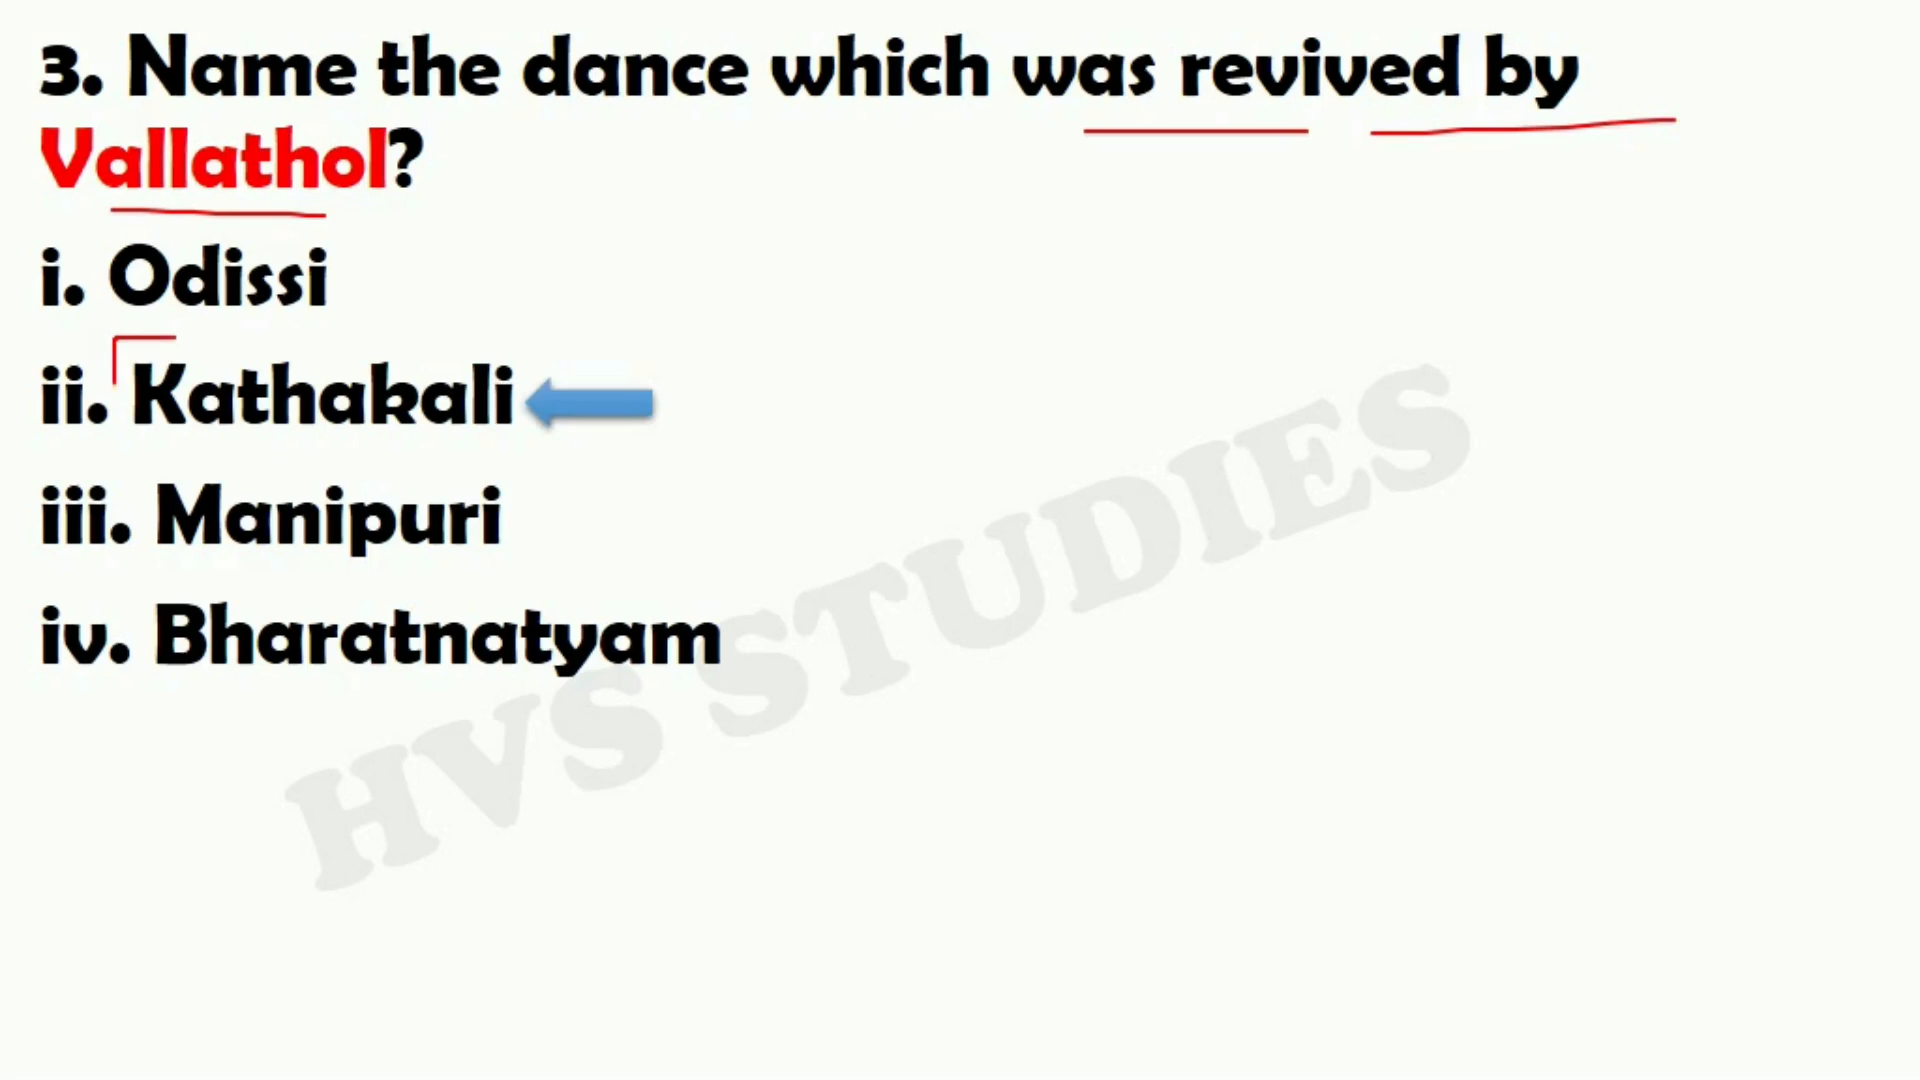 3. Name the dance which was revived by
Vallathol?
i. Odissi
ii. Kathakali
iii. Manipuri
iv. Bharatnatyam
HVS STUDIES